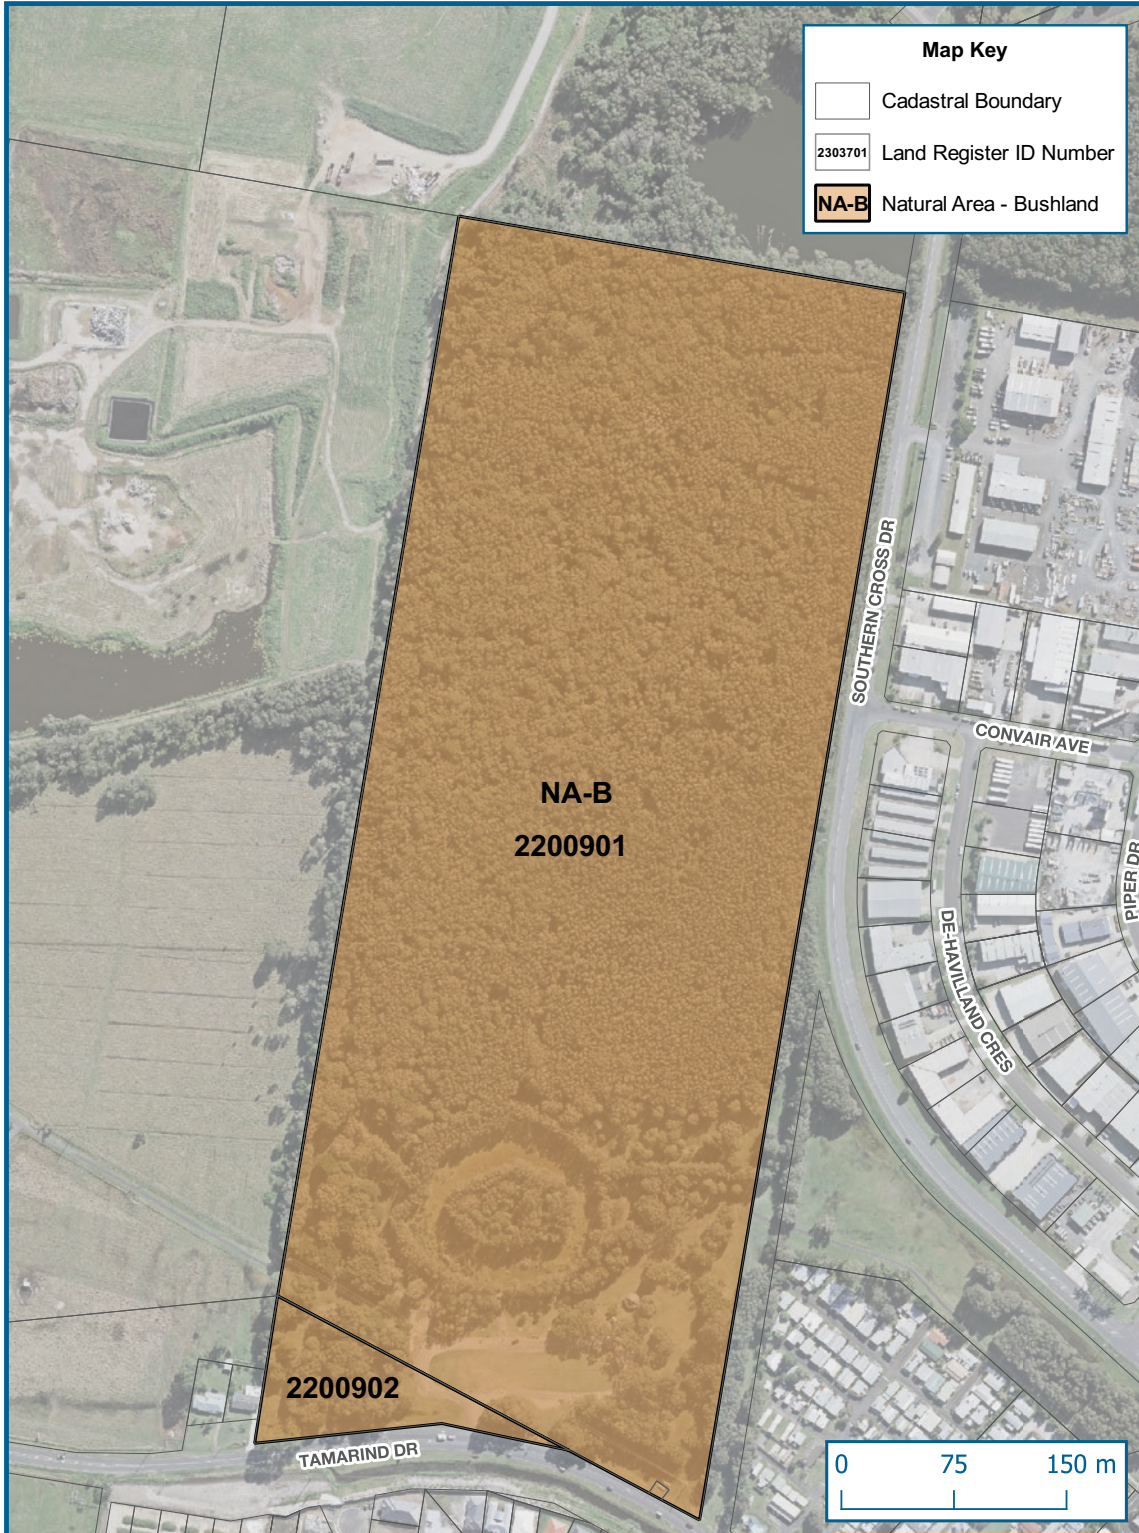 Map Key
Cadastral Boundary
2303701 Land Register ID Number
NA-B Natural Area - Bushland
SOUTHERN CROSS DR
CONVAIR AVE
NA-B
2200901
PIPER DR
DE-HAVILLAND CRES
2200902
TAMARIND DR
0 75 150 m